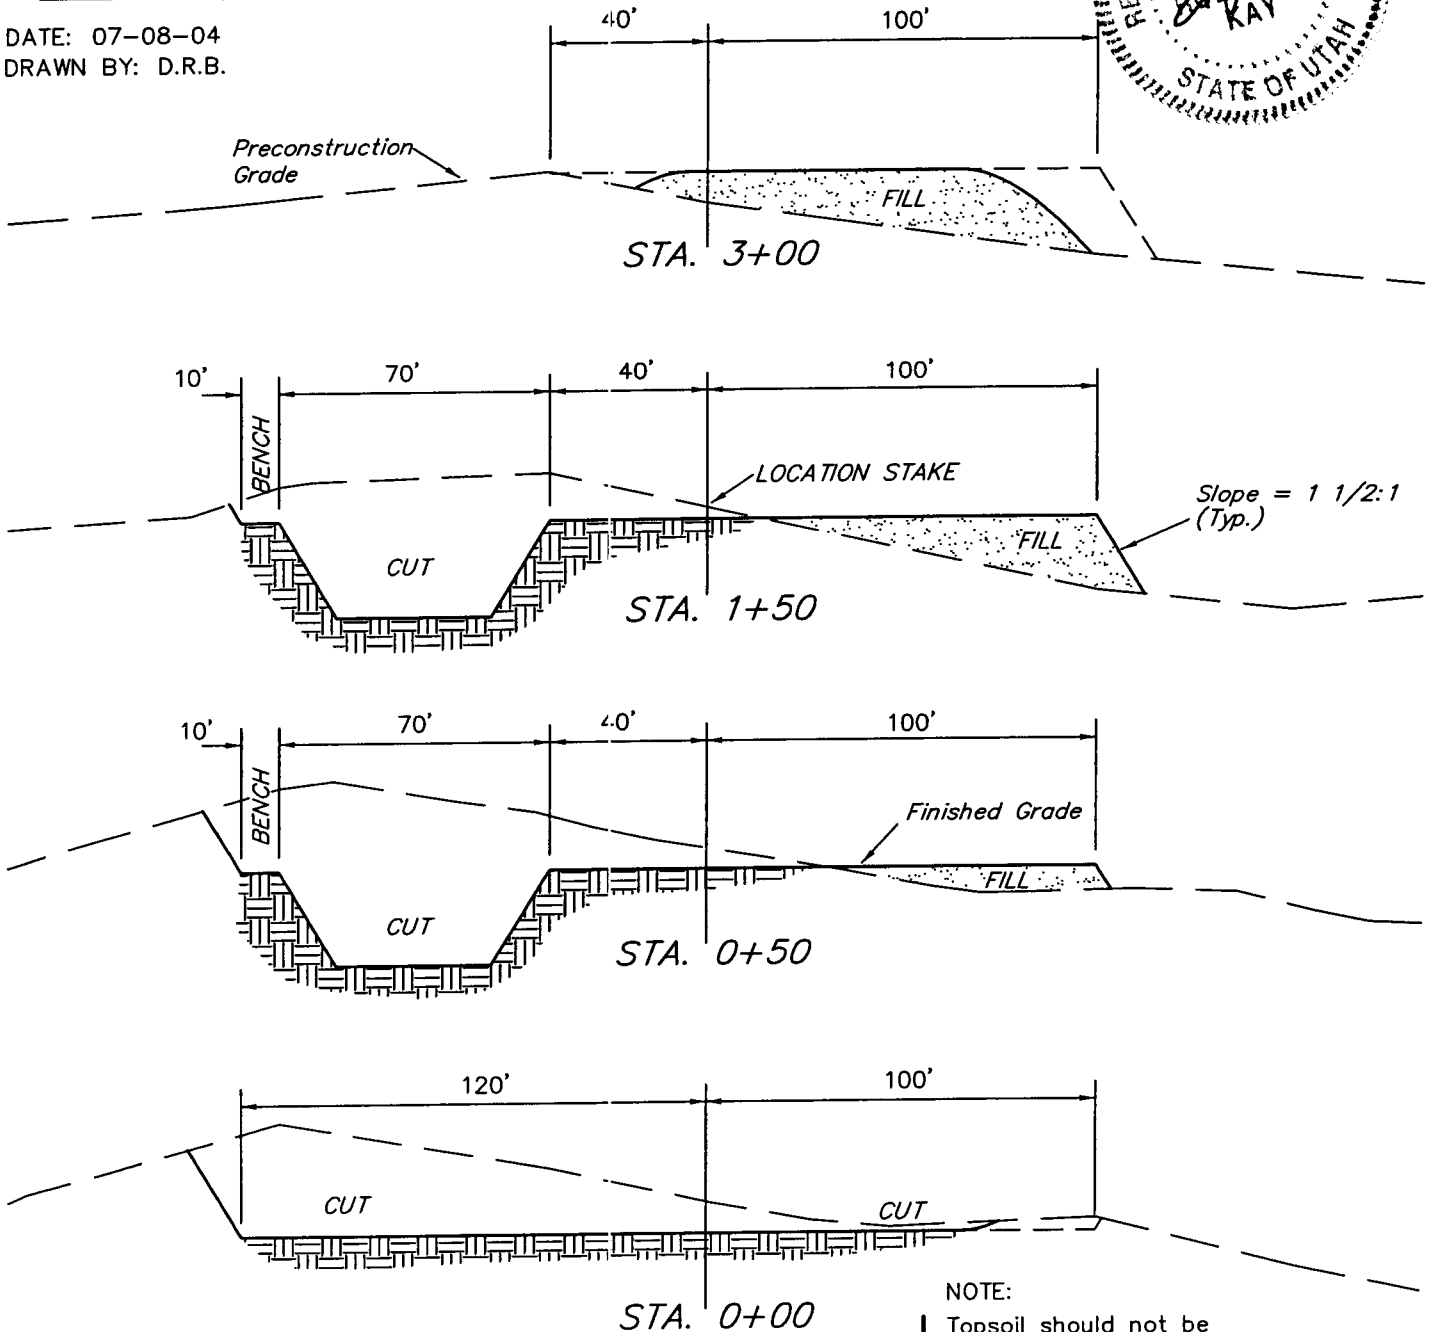 40'
100'
DATE: 07-08-04
DRAWN BY: D.R.B.
KAY
STATE OF UTAH
Preconstruction
Grade
FILL
STA. 3+00
10'
70'
40'
100'
BENCH
LOCATION STAKE
Slope = 1 1/2:1
(Typ.)
CUT
FILL
STA. 1+50
10'
70'
40'
100'
BENCH
Finished Grade
CUT
FILL
STA. 0+50
120'
100'
CUT
CUT
STA. 0+00
NOTE:
Topsoil should not be